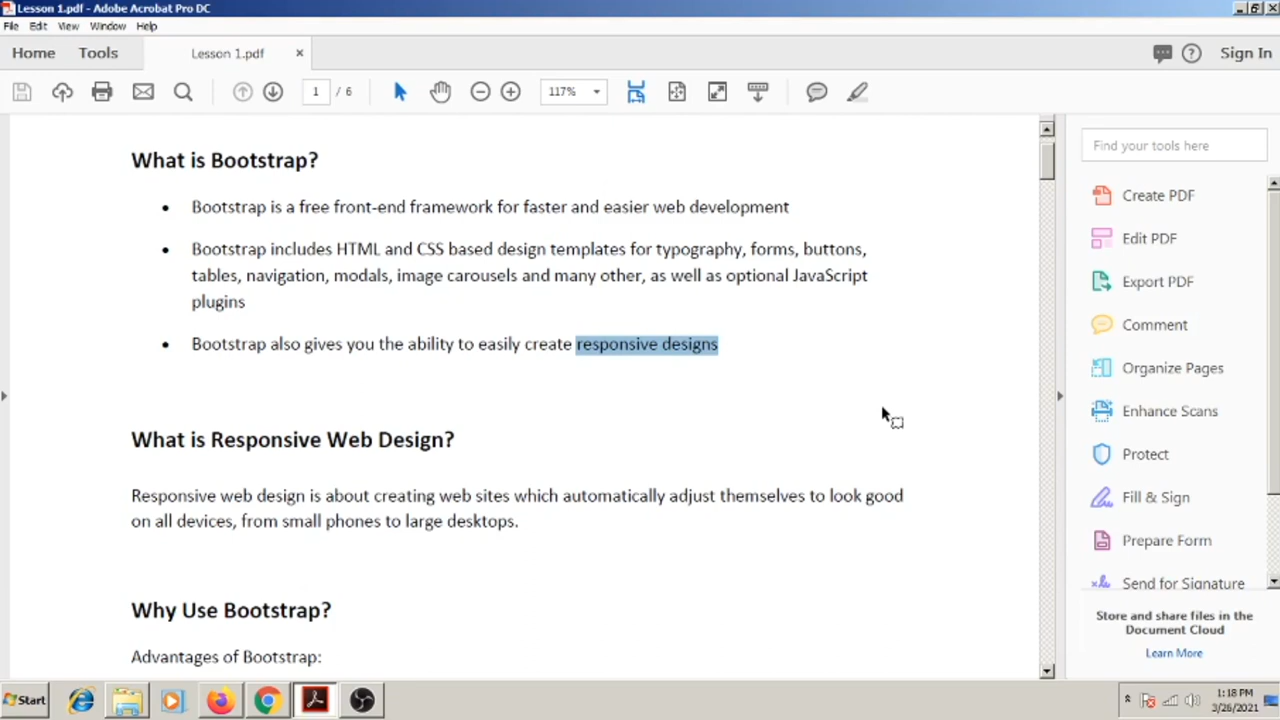 Lesson 1.pdf - Adobe Acrobat Pro DC
File Edit View Window Help
Home Tools Lesson 1.pdf × Sign In
1 / 6 117%
What is Bootstrap?
• Bootstrap is a free front-end framework for faster and easier web development
• Bootstrap includes HTML and CSS based design templates for typography, forms, buttons,
tables, navigation, modals, image carousels and many other, as well as optional JavaScript
plugins
• Bootstrap also gives you the ability to easily create responsive designs
What is Responsive Web Design?
Responsive web design is about creating web sites which automatically adjust themselves to look good
on all devices, from small phones to large desktops.
Why Use Bootstrap?
Advantages of Bootstrap:
Find your tools here
Create PDF
Edit PDF
Export PDF
Comment
Organize Pages
Enhance Scans
Protect
Fill & Sign
Prepare Form
Send for Signature
Store and share files in the
Document Cloud
Learn More
Start
1:18 PM
3/26/2021